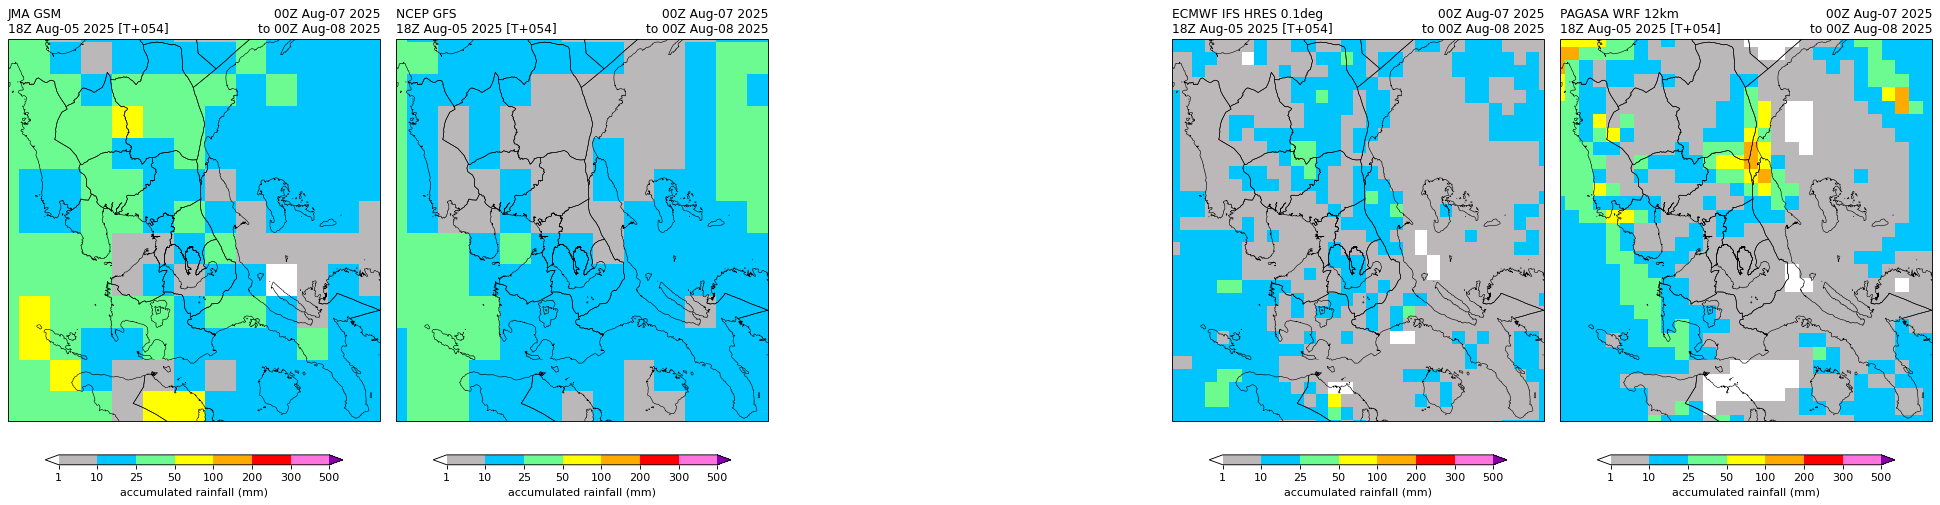 JMA GSM 00Z Aug-07 2025
18Z Aug-05 2025 [T+054] to 00Z Aug-08 2025
NCEP GFS 00Z Aug-07 2025
18Z Aug-05 2025 [T+054] to 00Z Aug-08 2025
ECMWF IFS HRES 0.1deg 00Z Aug-07 2025
18Z Aug-05 2025 [T+054] to 00Z Aug-08 2025
PAGASA WRF 12km 00Z Aug-07 2025
18Z Aug-05 2025 [T+054] to 00Z Aug-08 2025
1 10 25 50 100 200 300 500
accumulated rainfall (mm)
1 10 25 50 100 200 300 500
accumulated rainfall (mm)
1 10 25 50 100 200 300 500
accumulated rainfall (mm)
1 10 25 50 100 200 300 500
accumulated rainfall (mm)